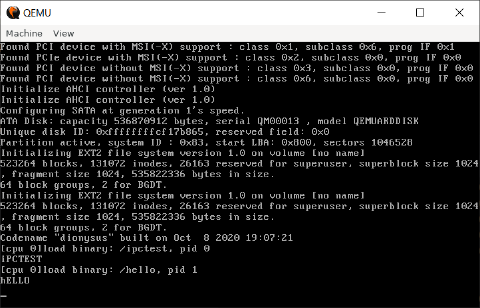 QEMU
Machine View
Found PCI device with MSI(-X) support : class 0x1, subclass 0x6, prog IF 0x1
Found PCIe device with MSI(-X) support : class 0x2, subclass 0x0, prog IF 0x0
Found PCI device without MSI(-X) support : class 0x3, subclass 0x0, prog IF 0x0
Found PCI device without MSI(-X) support : class 0x6, subclass 0x0, prog IF 0x0
Initialize AHCI controller (ver 1.0)
Initialize AHCI controller (ver 1.0)
Configuring SATA at generation 1's speed.
ATA Disk: capacity 536870912 bytes, serial QM00013 , model QEMUARDDISK
Unique disk ID: 0xffffffffcf17b865, reserved field: 0x0
Partition active, system ID : 0x83, start LBA: 0x800, sectors 1046528
Initializing EXT2 file system version 1.0 on volume [no name]
523264 blocks, 131072 inodes, 26163 reserved for superuser, superblock size 1024
, fragment size 1024, 535822336 bytes in size.
64 block groups, 2 for BGDT.
Initializing EXT2 file system version 1.0 on volume [no name]
523264 blocks, 131072 inodes, 26163 reserved for superuser, superblock size 1024
, fragment size 1024, 535822336 bytes in size.
64 block groups, 2 for BGDT.
Codename "dionysus" built on Oct  8 2020 19:07:21
[cpu 0]load binary: /ipctest, pid 0
iPCTEST
[cpu 0]load binary: /hello, pid 1
hELLO
_